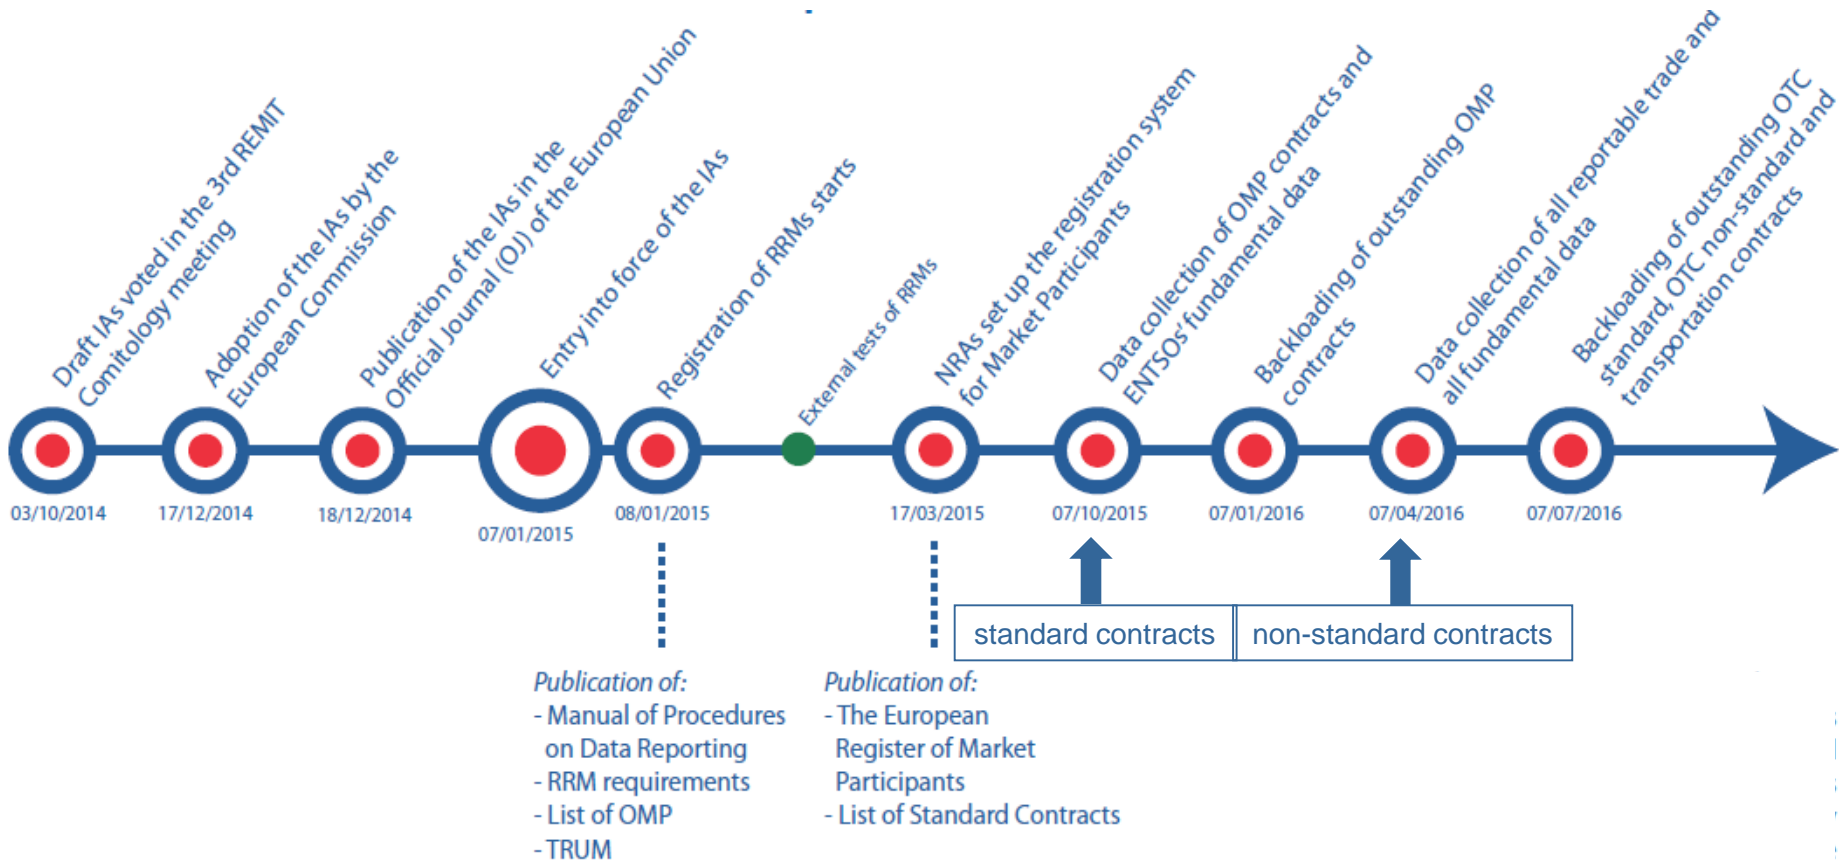 Draft IAs voted in the 3rd REMIT
Comitology meeting
Adoption of the IAs by the
European Commission
Publication of the IAs in the
Official Journal (OJ) of the European Union
Entry into force of the IAs
Registration of RRMs starts
External tests of RRMs
NRAs set up the registration system
for Market Participants
Data collection of OMP contracts and
ENTSOs' fundamental data
Backloading of outstanding OMP
contracts
Data collection of all reportable trade and
all fundamental data
Backloading of outstanding OTC
standard, OTC non-standard and
transportation contracts
03/10/2014
17/12/2014
18/12/2014
07/01/2015
08/01/2015
17/03/2015
07/10/2015
07/01/2016
07/04/2016
07/07/2016
standard contracts
non-standard contracts
Publication of:
- Manual of Procedures
on Data Reporting
- RRM requirements
- List of OMP
- TRUM
Publication of:
- The European
Register of Market
Participants
- List of Standard Contracts